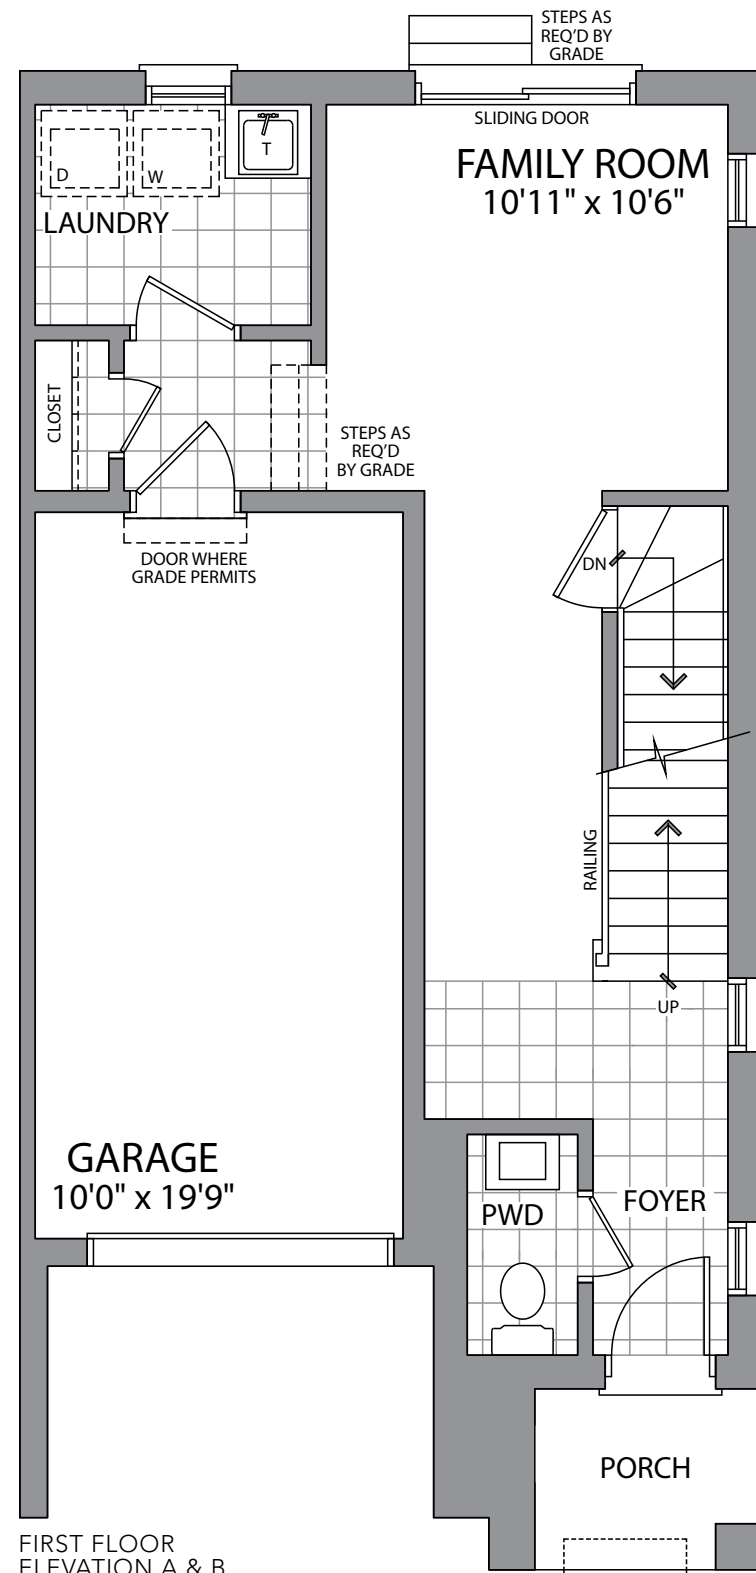 STEPS AS
REQ'D BY
GRADE
SLIDING DOOR
FAMILY ROOM
10'11" x 10'6"
D
W
T
LAUNDRY
CLOSET
STEPS AS
REQ'D
BY GRADE
DOOR WHERE
GRADE PERMITS
DN
RAILING
UP
GARAGE
10'0" x 19'9"
PWD
FOYER
PORCH
FIRST FLOOR
ELEVATION A & B